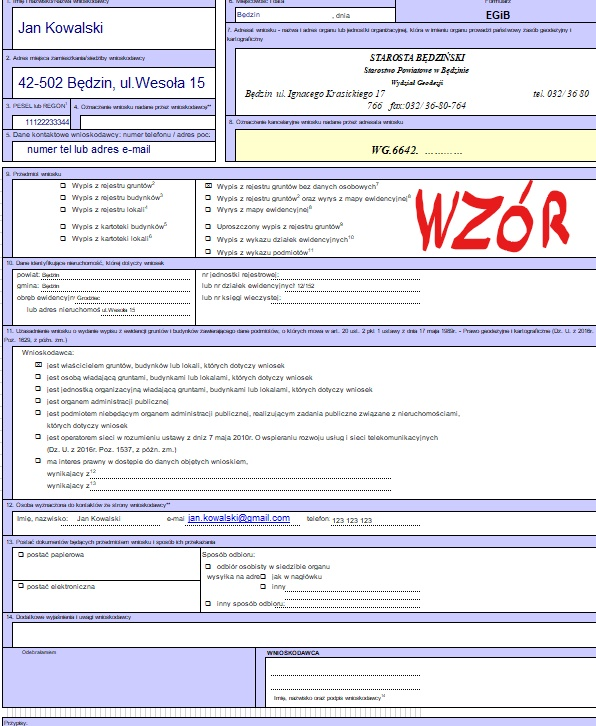 1. Imię i nazwisko/nazwa wnioskodawcy
Jan Kowalski
2. Adres miejsca zamieszkania/siedziby wnioskodawcy
42-502 Będzin, ul.Wesoła 15
3. PESEL lub REGON¹
11122233344
4. Oznaczenie wniosku nadane przez wnioskodawcę**
5. Dane kontaktowe wnioskodawcy: numer telefonu / adres poc.
numer tel lub adres e-mail
6. Miejscowość i data
Będzin , dnia
Formularz
EGiB
7. Adresat wniosku - nazwa i adres organu lub jednostki organizacyjnej, która w imieniu organu prowadzi państwowy zasób geodezyjny i
kartograficzny
STAROSTA BĘDZIŃSKI
Starostwo Powiatowe w Będzinie
Wydział Geodezji
Będzin ul. Ignacego Krasickiego 17 tel. 032/ 36 80
766 fax:032/ 36-80-764
8. Oznaczenie kancelaryjne wniosku nadane przez adresata wniosku
WG.6642. ............
9. Przedmiot wniosku
Wypis z rejestru gruntów²
Wypis z rejestru budynków³
Wypis z rejestru lokali⁴
Wypis z kartoteki budynków⁵
Wypis z kartoteki lokali⁶
Wypis z rejestru gruntów bez danych osobowych⁷
Wypis z rejestru gruntów² oraz wyrys z mapy ewidencyjnej⁸
Wyrys z mapy ewidencyjnej⁸
Uproszczony wypis z rejestru gruntów⁹
Wypis z wykazu działek ewidencyjnych¹⁰
Wypis z wykazu podmiotów¹¹
WZÓR
10. Dane identyfikujące nieruchomość, której dotyczy wniosek
powiat: Będzin
gmina: Będzin
obręb ewidencyjn Grodziec
lub adres nieruchomoś ul.Wesoła 15
nr jednostki rejestrowej:
lub nr działek ewidencyjnych 12/152
lub nr księgi wieczystej:
11. Uzasadnienie wniosku o wydanie wypisu z ewidencji gruntów i budynków zawierającego dane podmiotów, o których mowa w art. 20 ust. 2 pkt 1 ustawy z dnia 17 maja 1989r. - Prawo geodezyjne i kartograficzne (Dz. U. z 2016r.
Poz. 1629, z późn. zm.)
Wnioskodawca:
jest właścicielem gruntów, budynków lub lokali, których dotyczy wniosek
jest osobą władającą gruntami, budynkami lub lokalami, których dotyczy wniosek
jest jednostką organizacyjną władającą gruntami, budynkami lub lokalami, których dotyczy wniosek
jest organem administracji publicznej
jest podmiotem niebędącym organem administracji publicznej, realizującym zadania publiczne związane z nieruchomościami,
których dotyczy wniosek
jest operatorem sieci w rozumieniu ustawy z dniz 7 maja 2010r. O wspieraniu rozwoju usług i sieci telekomunikacyjnych
(Dz. U. z 2016r. Poz. 1537, z późn. zm.)
ma interes prawny w dostępie do danych objętych wnioskiem,
wynikający z¹²
wynikający z¹³
12. Osoba wyznaczona do kontaktów ze strony wnioskodawcy**
Imię, nazwisko: Jan Kowalski e-mai jan.kowalski@gmail.com telefon: 123 123 123
13. Postać dokumentów będących przedmiotem wniosku i sposób ich przekazania
postać papierowa
postać elektroniczna
Sposób odbioru:
odbiór osobisty w siedzibie organu
wysyłka na adre jak w nagłówku
inny
inny sposób odbioru:
14. Dodatkowe wyjaśnienia i uwagi wnioskodawcy
Odebrałam/em
WNIOSKODAWCA
Imię, nazwisko oraz podpis wnioskodawcy
Przypisy: